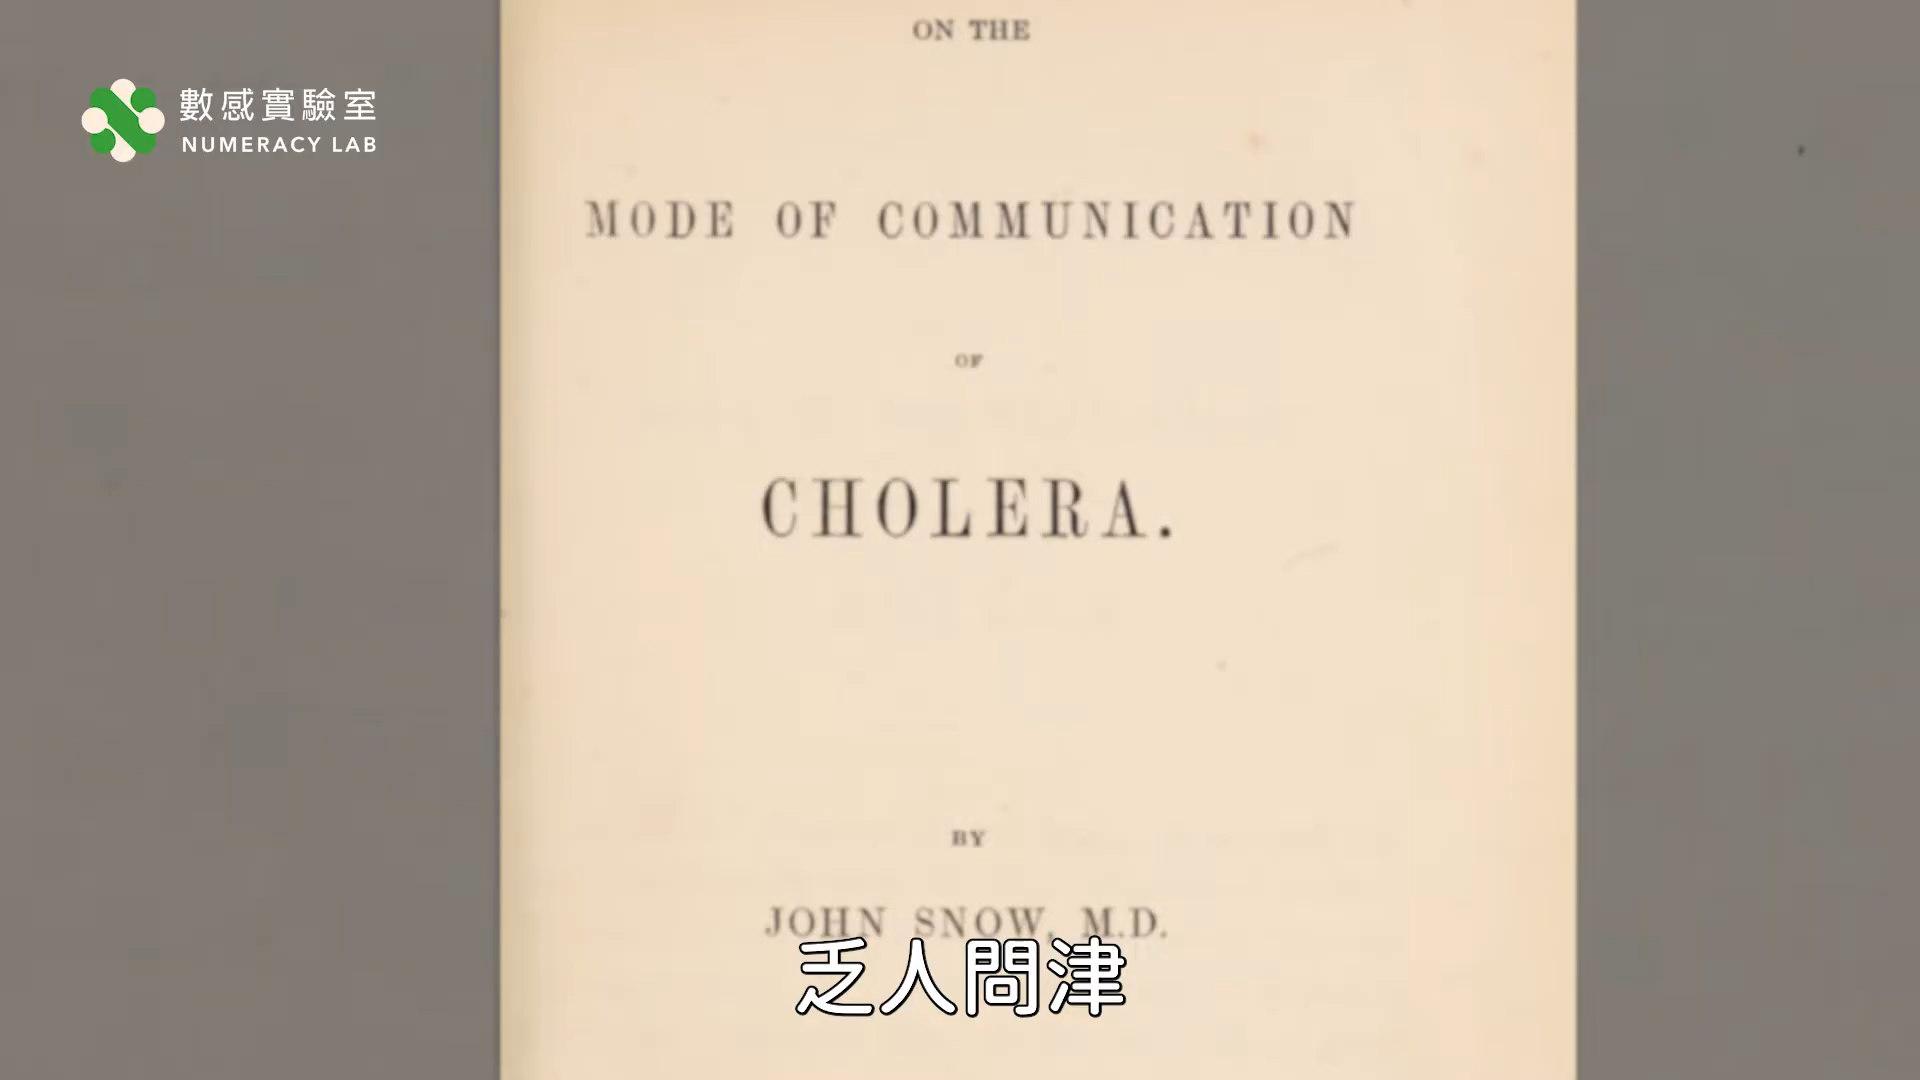 數感實驗室
NUMERACY LAB
ON THE
MODE OF COMMUNICATION
OF
CHOLERA.
BY
JOHN SNOW, M.D.
乏人問津